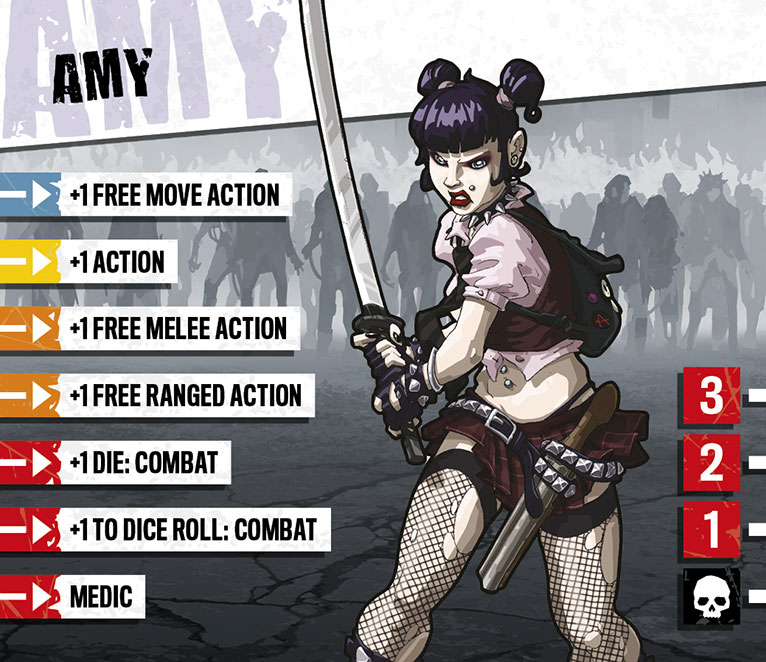 AMY
AMY
+1 FREE MOVE ACTION
+1 ACTION
+1 FREE MELEE ACTION
+1 FREE RANGED ACTION
+1 DIE: COMBAT
+1 TO DICE ROLL: COMBAT
MEDIC
3
2
1